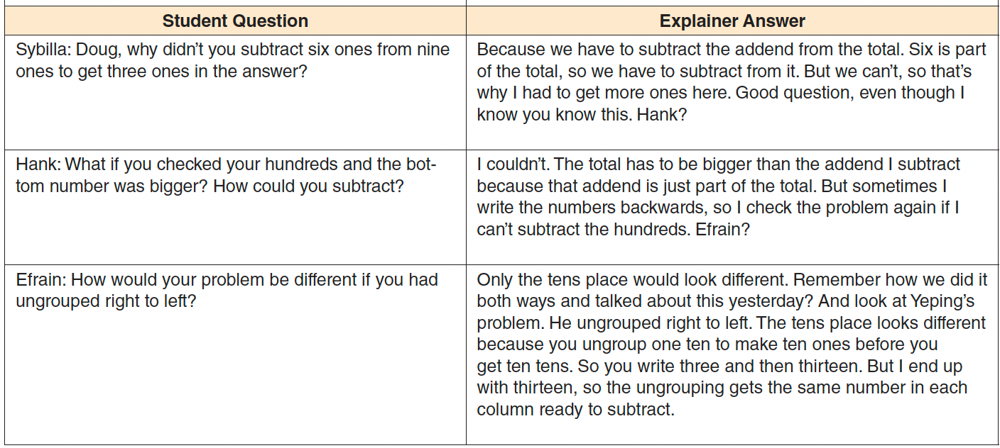 Student Question
Explainer Answer
Sybilla: Doug, why didn’t you subtract six ones from nine
ones to get three ones in the answer?
Because we have to subtract the addend from the total. Six is part
of the total, so we have to subtract from it. But we can’t, so that’s
why I had to get more ones here. Good question, even though I
know you know this. Hank?
Hank: What if you checked your hundreds and the bot-
tom number was bigger? How could you subtract?
I couldn’t. The total has to be bigger than the addend I subtract
because that addend is just part of the total. But sometimes I
write the numbers backwards, so I check the problem again if I
can’t subtract the hundreds. Efrain?
Efrain: How would your problem be different if you had
ungrouped right to left?
Only the tens place would look different. Remember how we did it
both ways and talked about this yesterday? And look at Yeping’s
problem. He ungrouped right to left. The tens place looks different
because you ungroup one ten to make ten ones before you
get ten tens. So you write three and then thirteen. But I end up
with thirteen, so the ungrouping gets the same number in each
column ready to subtract.